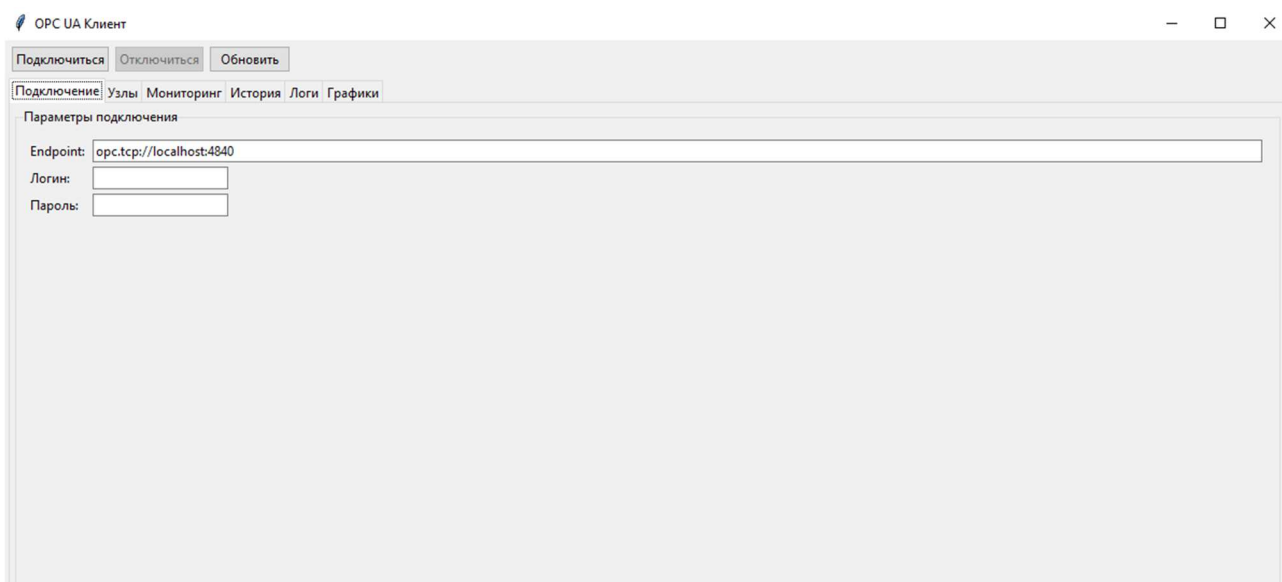 OPC UA Клиент
Подключиться Отключиться Обновить
Подключение Узлы Мониторинг История Логи Графики
Параметры подключения
Endpoint: opc.tcp://localhost:4840
Логин:
Пароль: